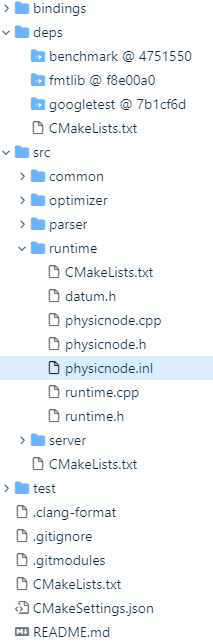 bindings
deps
benchmark @ 4751550
fmtlib @ f8e00a0
googletest @ 7b1cf6d
CMakeLists.txt
src
common
optimizer
parser
runtime
CMakeLists.txt
datum.h
physicnode.cpp
physicnode.h
physicnode.inl
runtime.cpp
runtime.h
server
CMakeLists.txt
test
.clang-format
.gitignore
.gitmodules
CMakeLists.txt
CMakeSettings.json
README.md